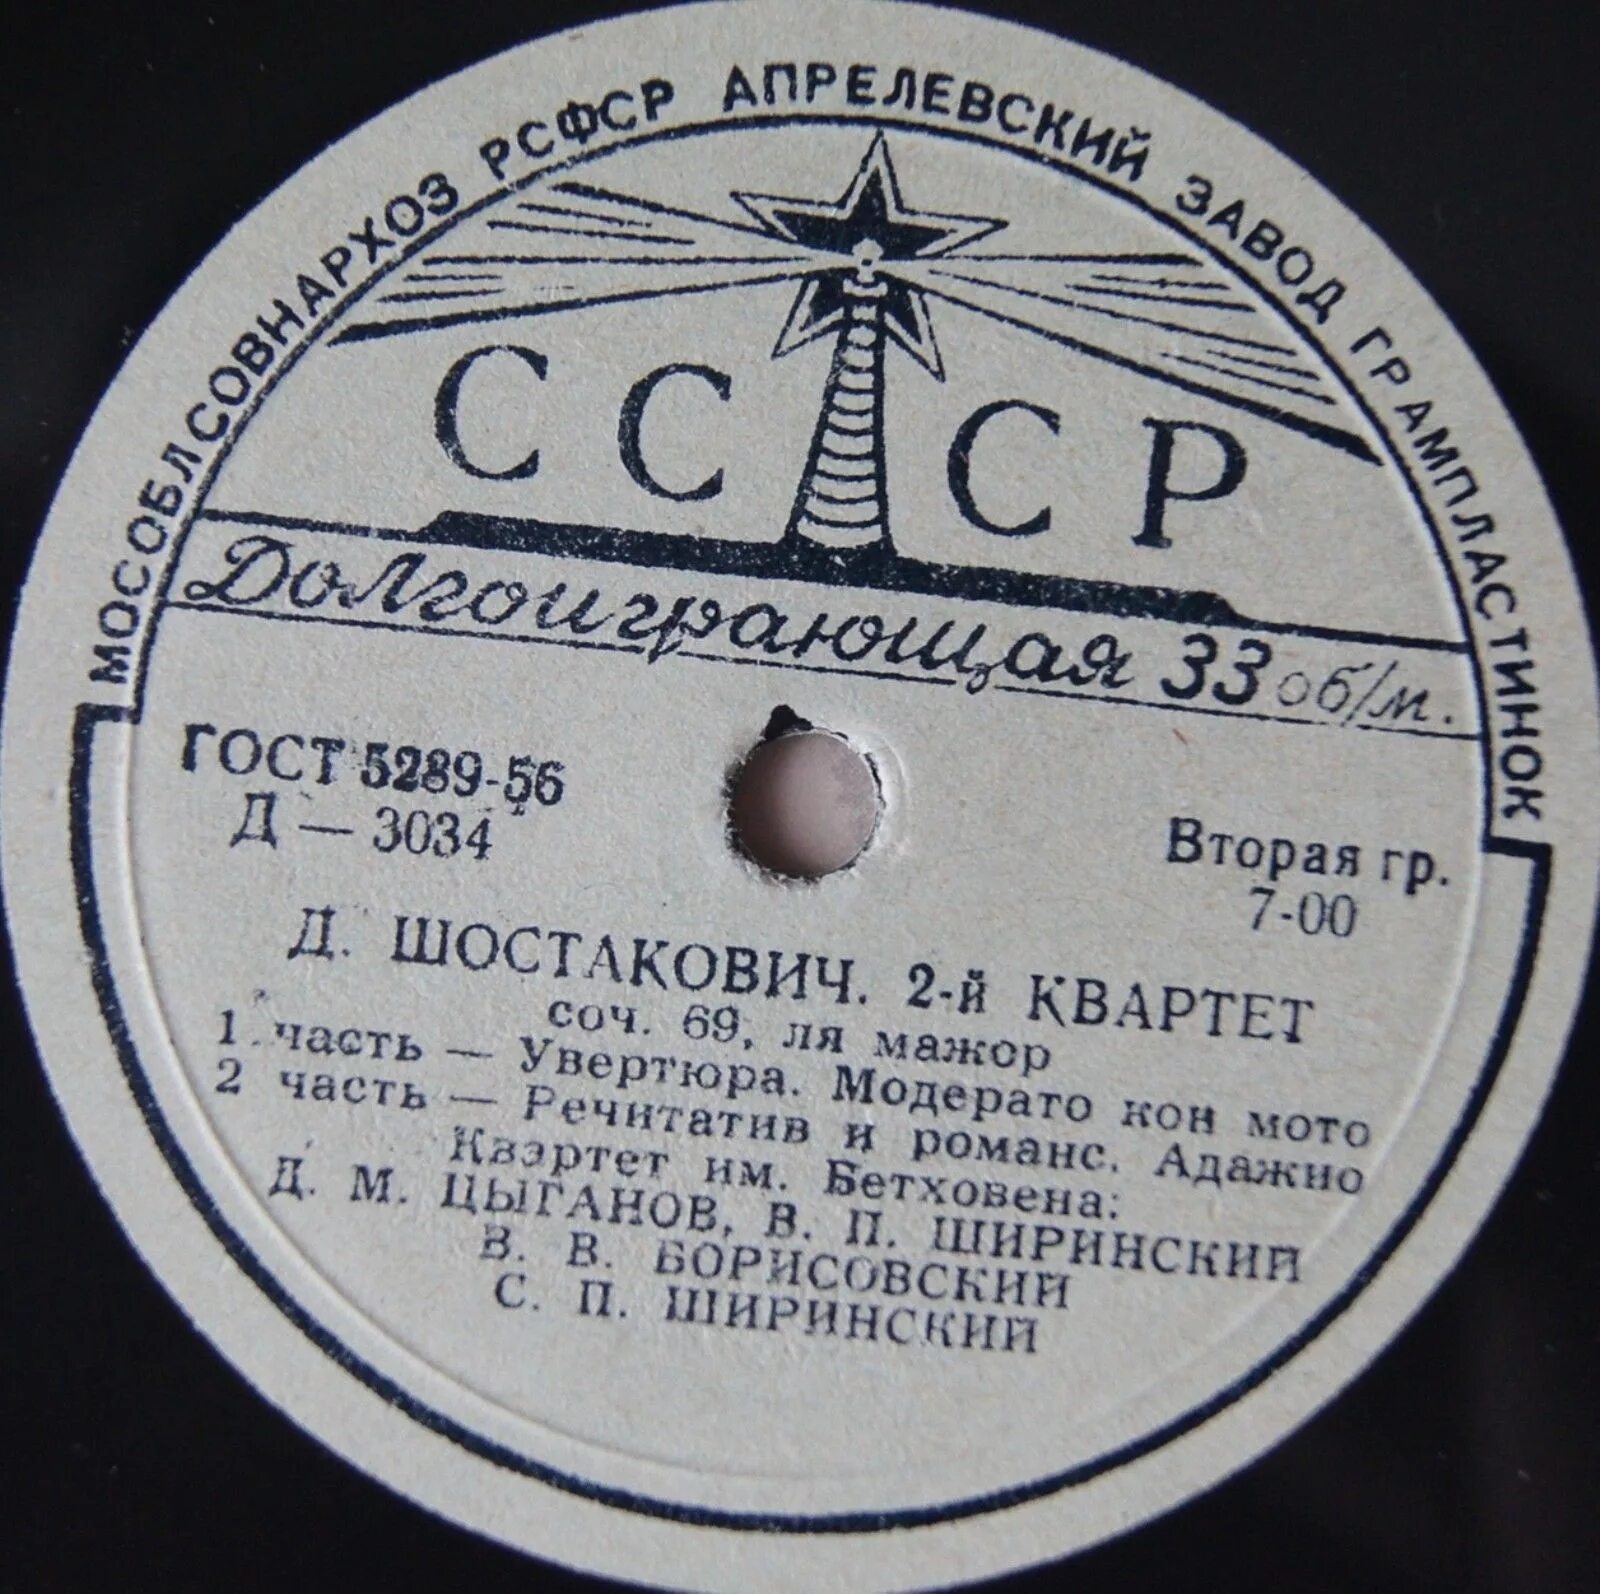 МОСОБЛСОВНАРХОЗ РСФСР АПРЕЛЕВСКИЙ ЗАВОД ГРАМПЛАСТИНОК
СССР
Долгоиграющая 33 об/м.
ГОСТ 5289-56
Д — 3034
Вторая гр.
7-00
Д. ШОСТАКОВИЧ. 2-й КВАРТЕТ
соч. 69, ля мажор
1 часть — Увертюра. Модерато кон мото
2 часть — Речитатив и романс. Адажио
Квартет им. Бетховена:
Д. М. ЦЫГАНОВ, В. П. ШИРИНСКИЙ
В. В. БОРИСОВСКИЙ
С. П. ШИРИНСКИЙ